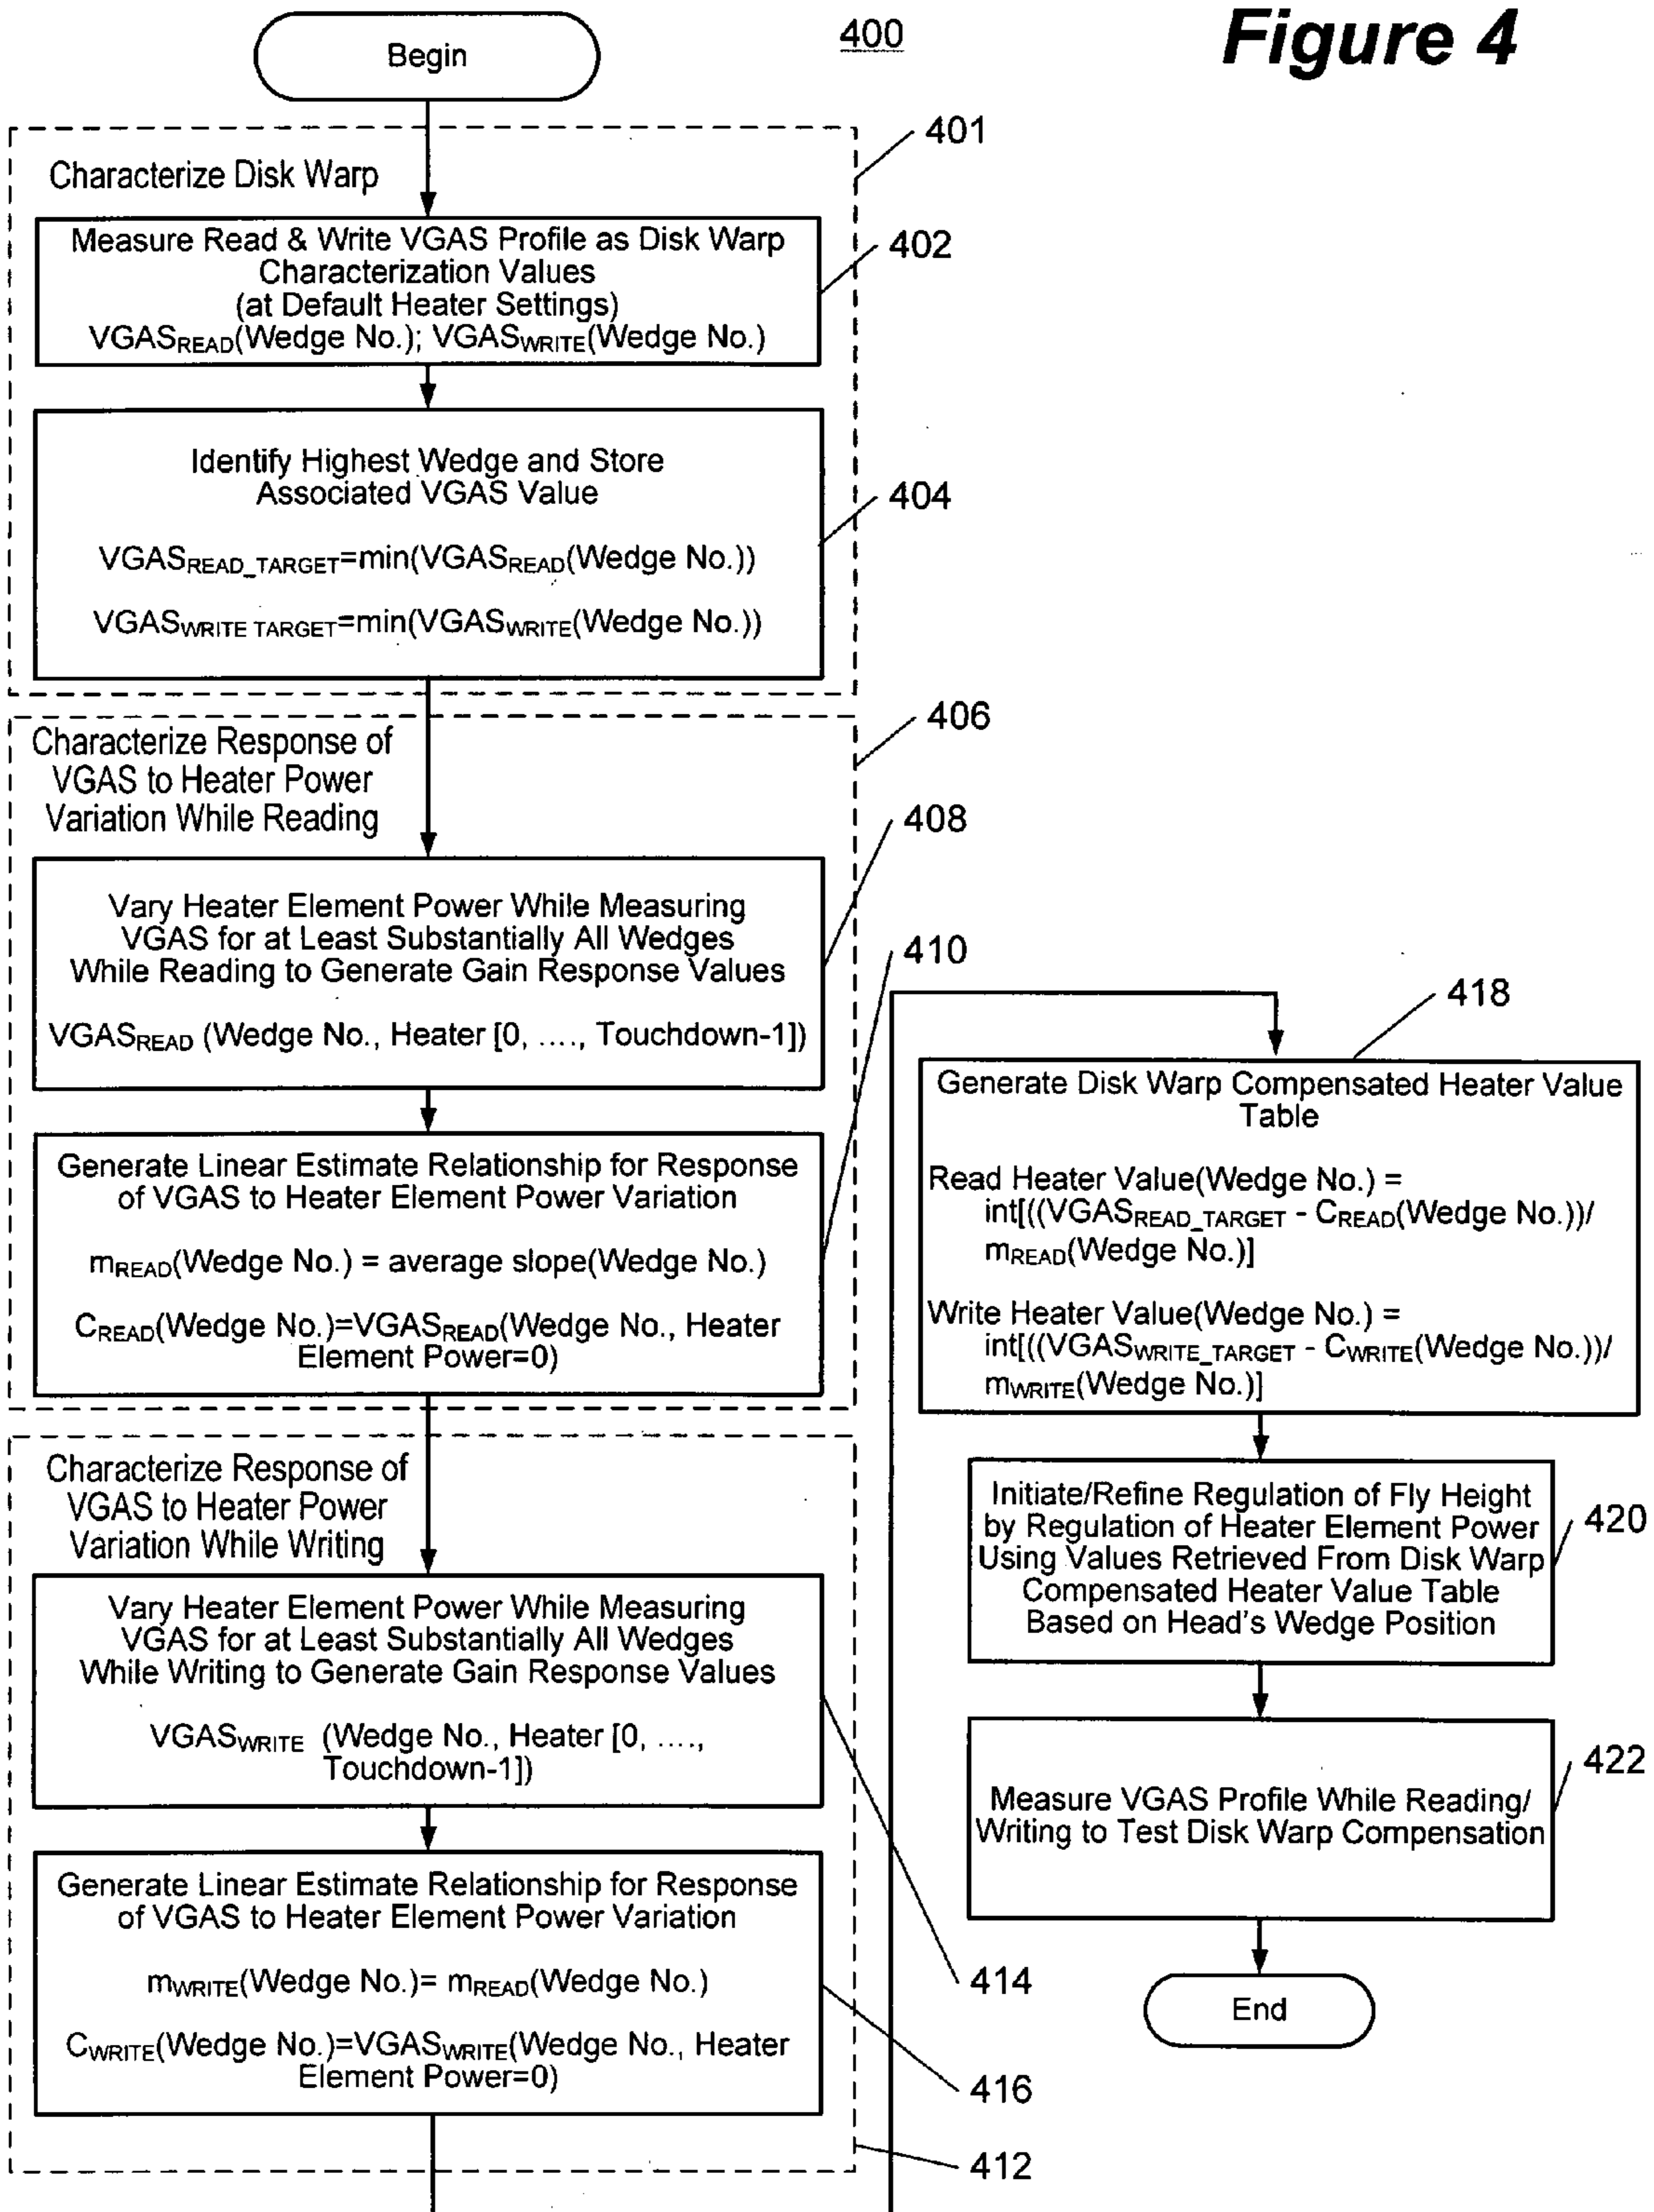 400
Figure 4
Begin
401
Characterize Disk Warp
Measure Read & Write VGAS Profile as Disk Warp
Characterization Values
(at Default Heater Settings)
VGASREAD(Wedge No.); VGASWRITE(Wedge No.)
402
Identify Highest Wedge and Store
Associated VGAS Value
VGASREAD_TARGET=min(VGASREAD(Wedge No.))
VGASWRITE TARGET=min(VGASWRITE(Wedge No.))
404
406
Characterize Response of
VGAS to Heater Power
Variation While Reading
408
Vary Heater Element Power While Measuring
VGAS for at Least Substantially All Wedges
While Reading to Generate Gain Response Values
VGASREAD (Wedge No., Heater [0, ...., Touchdown-1])
410
Generate Linear Estimate Relationship for Response
of VGAS to Heater Element Power Variation
mREAD(Wedge No.) = average slope(Wedge No.)
CREAD(Wedge No.)=VGASREAD(Wedge No., Heater
Element Power=0)
Characterize Response of
VGAS to Heater Power
Variation While Writing
Vary Heater Element Power While Measuring
VGAS for at Least Substantially All Wedges
While Writing to Generate Gain Response Values
VGASWRITE (Wedge No., Heater [0, ....,
Touchdown-1])
414
Generate Linear Estimate Relationship for Response
of VGAS to Heater Element Power Variation
mWRITE(Wedge No.)= mREAD(Wedge No.)
CWRITE(Wedge No.)=VGASWRITE(Wedge No., Heater
Element Power=0)
416
412
418
Generate Disk Warp Compensated Heater Value
Table
Read Heater Value(Wedge No.) =
int[((VGASREAD_TARGET - CREAD(Wedge No.))/
mREAD(Wedge No.)]
Write Heater Value(Wedge No.) =
int[((VGASWRITE_TARGET - CWRITE(Wedge No.))/
mWRITE(Wedge No.)]
Initiate/Refine Regulation of Fly Height
by Regulation of Heater Element Power
Using Values Retrieved From Disk Warp
Compensated Heater Value Table
Based on Head's Wedge Position
420
Measure VGAS Profile While Reading/
Writing to Test Disk Warp Compensation
422
End